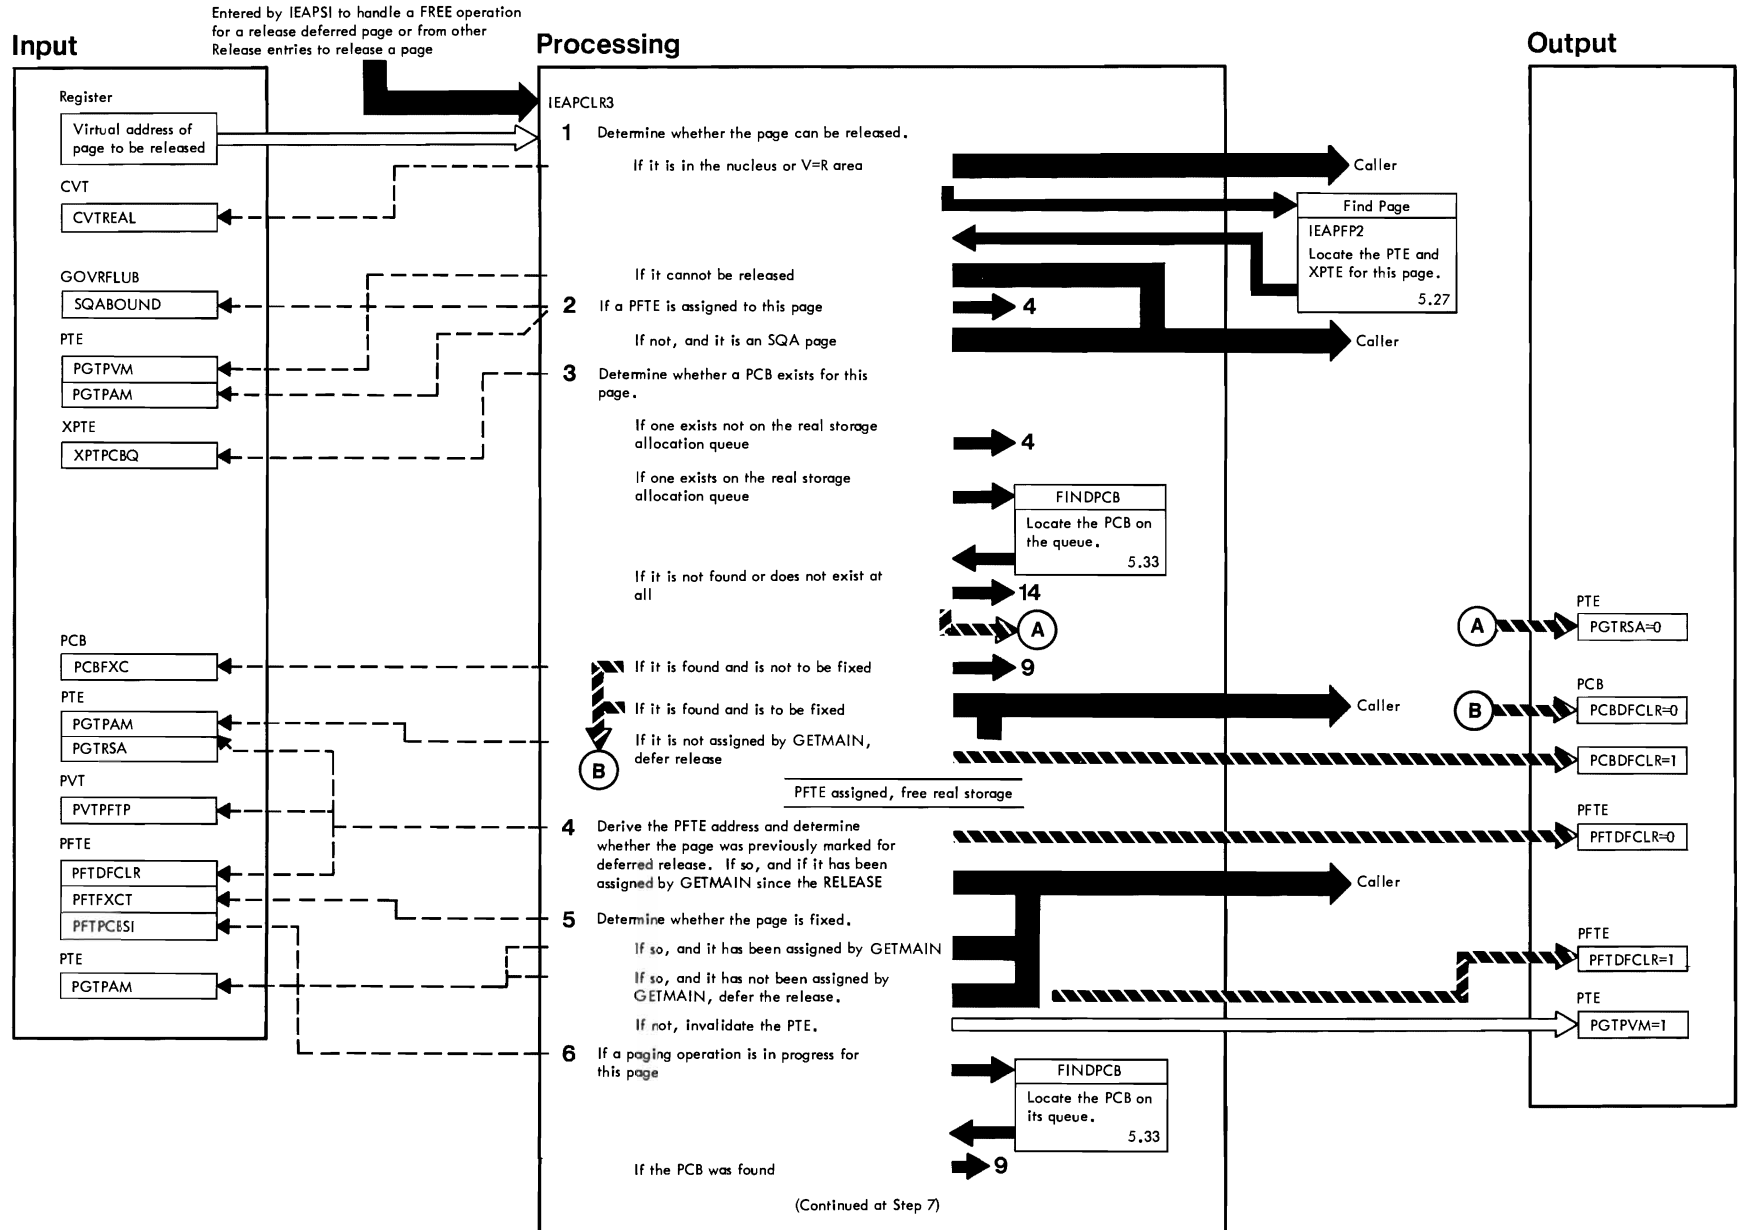 Entered by IEAPSI to handle a FREE operation
for a release deferred page or from other
Release entries to release a page
Input
Processing
Output
Register
Virtual address of
page to be released
CVT
CVTREAL
GOVRFLUB
SQABOUND
PTE
PGTPVM
PGTPAM
XPTE
XPTPCBQ
PCB
PCBFXC
PTE
PGTPAM
PGTRSA
PVT
PVTPFTP
PFTE
PFTDFCLR
PFTFXCT
PFTPCBSI
PTE
PGTPAM
IEAPCLR3
1 Determine whether the page can be released.
If it is in the nucleus or V=R area
Caller
Find Page
IEAPFP2
Locate the PTE and
XPTE for this page.
5.27
If it cannot be released
2 If a PFTE is assigned to this page
4
If not, and it is an SQA page
Caller
3 Determine whether a PCB exists for this
page.
If one exists not on the real storage
allocation queue
4
If one exists on the real storage
allocation queue
FINDPCB
Locate the PCB on
the queue.
5.33
If it is not found or does not exist at
all
14
A
If it is found and is not to be fixed
9
If it is found and is to be fixed
Caller
If it is not assigned by GETMAIN,
defer release
B
PFTE assigned, free real storage
4 Derive the PFTE address and determine
whether the page was previously marked for
deferred release. If so, and if it has been
assigned by GETMAIN since the RELEASE
Caller
5 Determine whether the page is fixed.
If so, and it has been assigned by GETMAIN
If so, and it has not been assigned by
GETMAIN, defer the release.
If not, invalidate the PTE.
6 If a paging operation is in progress for
this page
FINDPCB
Locate the PCB on
its queue.
5.33
If the PCB was found
9
(Continued at Step 7)
PTE
A
PGTRSA=0
PCB
B
PCBDFCLR=0
PCBDFCLR=1
PFTE
PFTDFCLR=0
PFTE
PFTDFCLR=1
PTE
PGTPVM=1